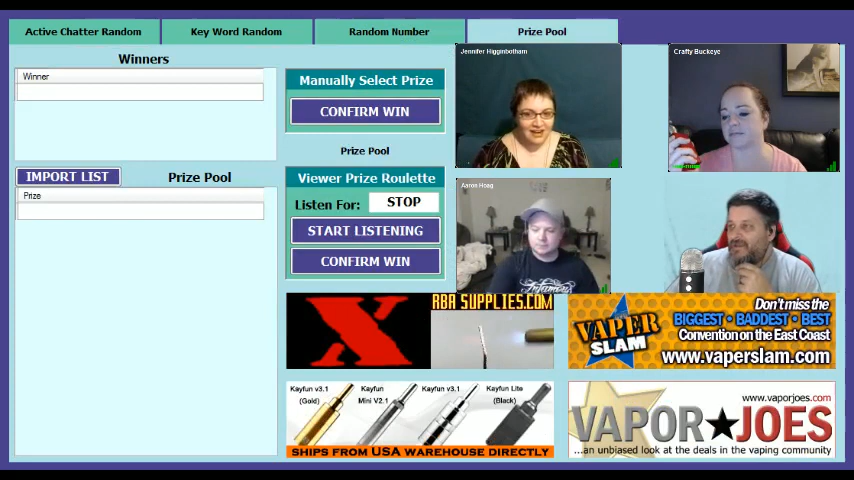 Active Chatter Random
Key Word Random
Random Number
Prize Pool
Winners
Winner
IMPORT LIST
Prize Pool
Prize
Manually Select Prize
CONFIRM WIN
Prize Pool
Viewer Prize Roulette
Listen For:
STOP
START LISTENING
CONFIRM WIN
Jennifer Higginbotham
Crafty Buckeye
Aaron Hoag
Infamous
X
RBA SUPPLIES.COM
VAPER
SLAM
Don't miss the
BIGGEST • BADDEST • BEST
Convention on the East Coast
www.vaperslam.com
Kayfun v3.1
(Gold)
Kayfun
Mini V2.1
Kayfun v3.1
Kayfun Lite
(Black)
SHIPS FROM USA WAREHOUSE DIRECTLY
www.vaporjoes.com
VAPOR★JOES
...an unbiased look at the deals in the vaping community